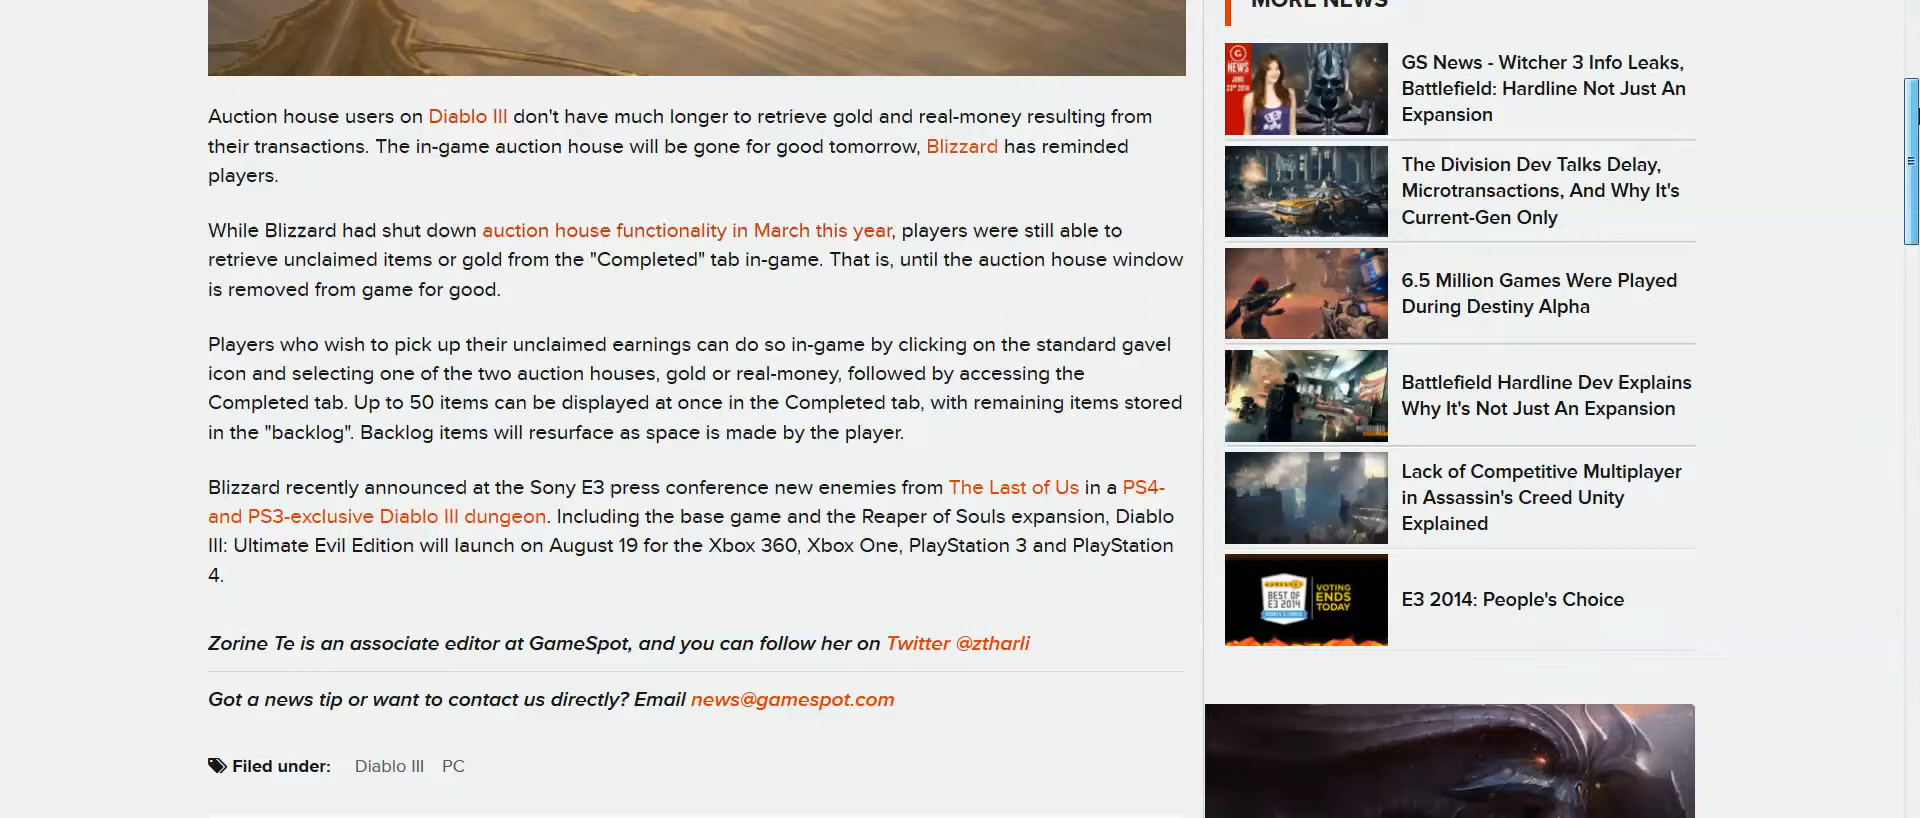 Auction house users on Diablo III don't have much longer to retrieve gold and real-money resulting from
their transactions. The in-game auction house will be gone for good tomorrow, Blizzard has reminded
players.
While Blizzard had shut down auction house functionality in March this year, players were still able to
retrieve unclaimed items or gold from the "Completed" tab in-game. That is, until the auction house window
is removed from game for good.
Players who wish to pick up their unclaimed earnings can do so in-game by clicking on the standard gavel
icon and selecting one of the two auction houses, gold or real-money, followed by accessing the
Completed tab. Up to 50 items can be displayed at once in the Completed tab, with remaining items stored
in the "backlog". Backlog items will resurface as space is made by the player.
Blizzard recently announced at the Sony E3 press conference new enemies from The Last of Us in a PS4-
and PS3-exclusive Diablo III dungeon. Including the base game and the Reaper of Souls expansion, Diablo
III: Ultimate Evil Edition will launch on August 19 for the Xbox 360, Xbox One, PlayStation 3 and PlayStation
4.
Zorine Te is an associate editor at GameSpot, and you can follow her on Twitter @ztharli
Got a news tip or want to contact us directly? Email news@gamespot.com
Filed under: Diablo III PC
MORE NEWS
G
NEWS
JUNE
23RD 2014
GS News - Witcher 3 Info Leaks,
Battlefield: Hardline Not Just An
Expansion
The Division Dev Talks Delay,
Microtransactions, And Why It's
Current-Gen Only
6.5 Million Games Were Played
During Destiny Alpha
Battlefield Hardline Dev Explains
Why It's Not Just An Expansion
Lack of Competitive Multiplayer
in Assassin's Creed Unity
Explained
GAMESPOT
BEST OF
E3 2014
VOTING
ENDS
TODAY
E3 2014: People's Choice